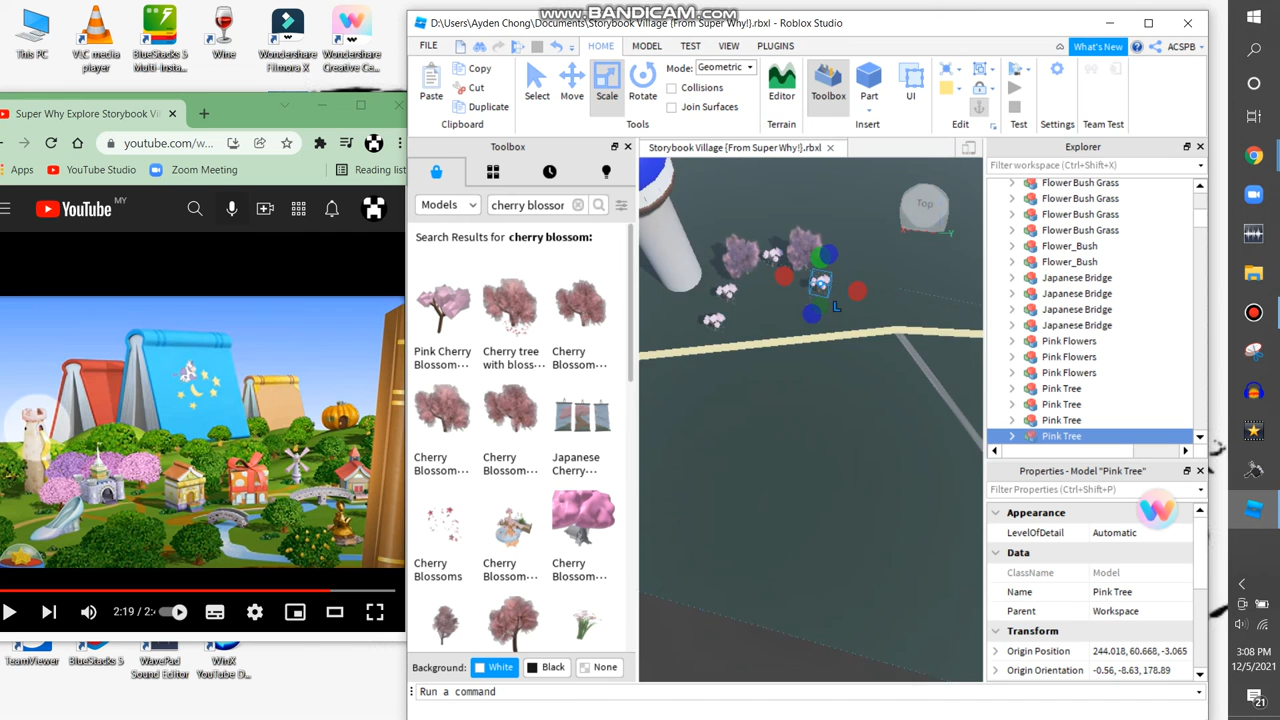 This PC
VLC media player
BlueStacks 5 Multi-Insta...
Wine
Wondershare Filmora X
Wondershare Creative Ce...
Super Why Explore Storybook Vil
youtube.com/w...
Apps
YouTube Studio
Zoom Meeting
Reading list
YouTube MY
2:19 / 2:
TeamViewer
BlueStacks 5
WavePad Sound Editor
WinX YouTube D...
www.BANDICAM.com
D:\Users\Ayden Chong\Documents\Storybook Village {From Super Why!}.rbxl - Roblox Studio
FILE
HOME
MODEL
TEST
VIEW
PLUGINS
What's New
ACSPB
Paste
Copy
Cut
Duplicate
Clipboard
Select
Move
Scale
Rotate
Mode: Geometric
Collisions
Join Surfaces
Tools
Editor
Terrain
Toolbox
Part
UI
Insert
Edit
Test
Settings
Team Test
Toolbox
Models
cherry blossor
Search Results for cherry blossom:
Pink Cherry Blossom...
Cherry tree with bloss...
Cherry Blossom...
Cherry Blossom...
Cherry Blossom...
Japanese Cherry-...
Cherry Blossoms
Cherry Blossom...
Cherry Blossom...
Background:
White
Black
None
Run a command
Storybook Village {From Super Why!}.rbxl
Top
Y
L
Explorer
Filter workspace (Ctrl+Shift+X)
Flower Bush Grass
Flower Bush Grass
Flower Bush Grass
Flower Bush Grass
Flower_Bush
Flower_Bush
Japanese Bridge
Japanese Bridge
Japanese Bridge
Japanese Bridge
Pink Flowers
Pink Flowers
Pink Flowers
Pink Tree
Pink Tree
Pink Tree
Pink Tree
Properties - Model "Pink Tree"
Filter Properties (Ctrl+Shift+P)
Appearance
LevelOfDetail Automatic
Data
ClassName Model
Name Pink Tree
Parent Workspace
Transform
Origin Position 244.018, 60.668, -3.065
Origin Orientation -0.56, -8.63, 178.89
3:08 PM
12/5/2021
21